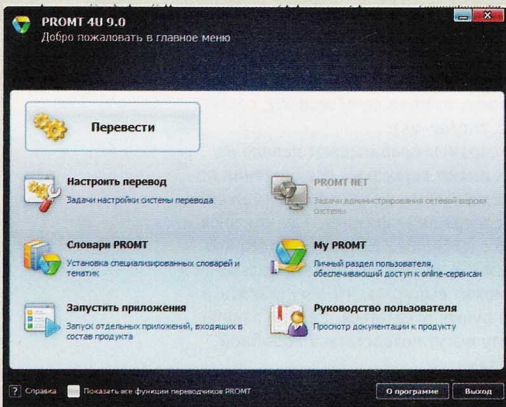 PROMT 4U 9.0
Добро пожаловать в главное меню
Перевести
Настроить перевод
Задачи настройки системы перевода
PROMT NET
Задачи администрирования сетевой версии
системы
Словари PROMT
Установка специализированных словарей и
тематик
My PROMT
Личный раздел пользователя,
обеспечивающий доступ к online-сервисам
Запустить приложения
Запуск отдельных приложений, входящих в
состав продукта
Руководство пользователя
Просмотр документации к продукту
? Справка
Показать все функции переводчиков PROMT
О программе
Выход